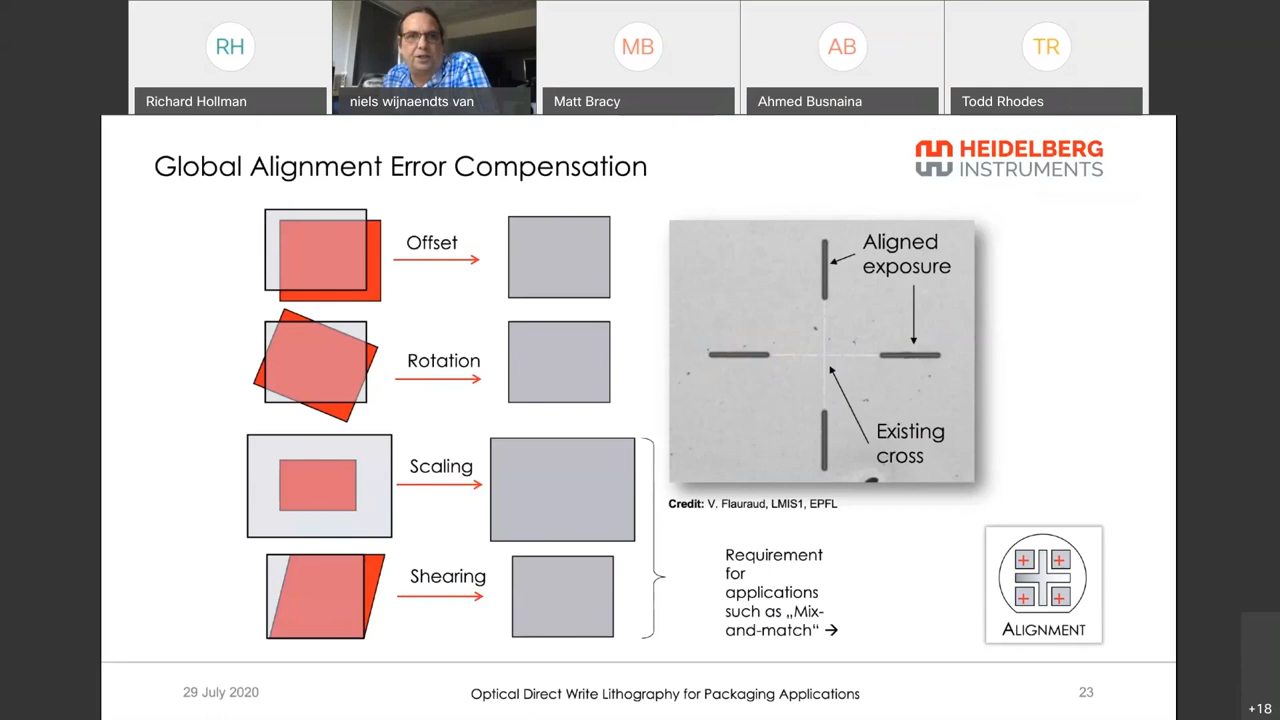 RH
MB
AB
TR
Richard Hollman
niels wijnaendts van
Matt Bracy
Ahmed Busnaina
Todd Rhodes
Global Alignment Error Compensation
HEIDELBERG
INSTRUMENTS
Offset
Rotation
Scaling
Shearing
Aligned
exposure
Existing
cross
Credit: V. Flauraud, LMIS1, EPFL
Requirement
for
applications
such as „Mix-
and-match“ →
ALIGNMENT
29 July 2020
Optical Direct Write Lithography for Packaging Applications
23
+18